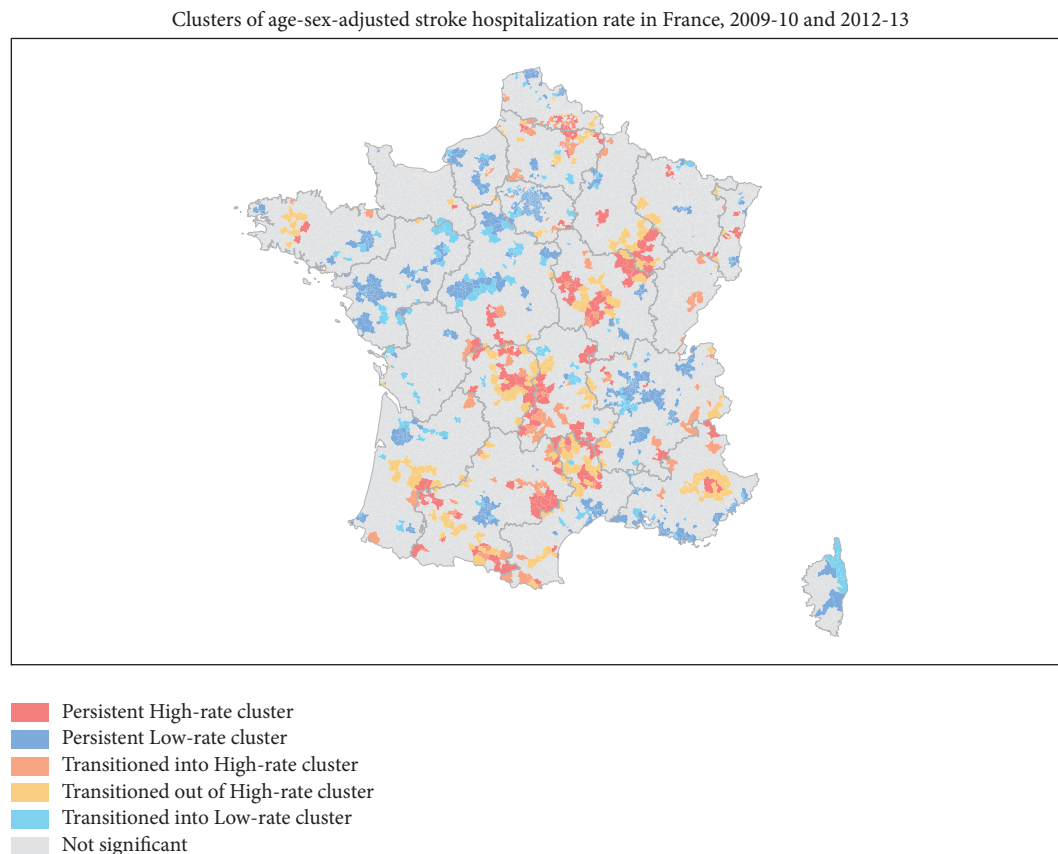 Clusters of age-sex-adjusted stroke hospitalization rate in France, 2009-10 and 2012-13
Persistent High-rate cluster
Persistent Low-rate cluster
Transitioned into High-rate cluster
Transitioned out of High-rate cluster
Transitioned into Low-rate cluster
Not significant